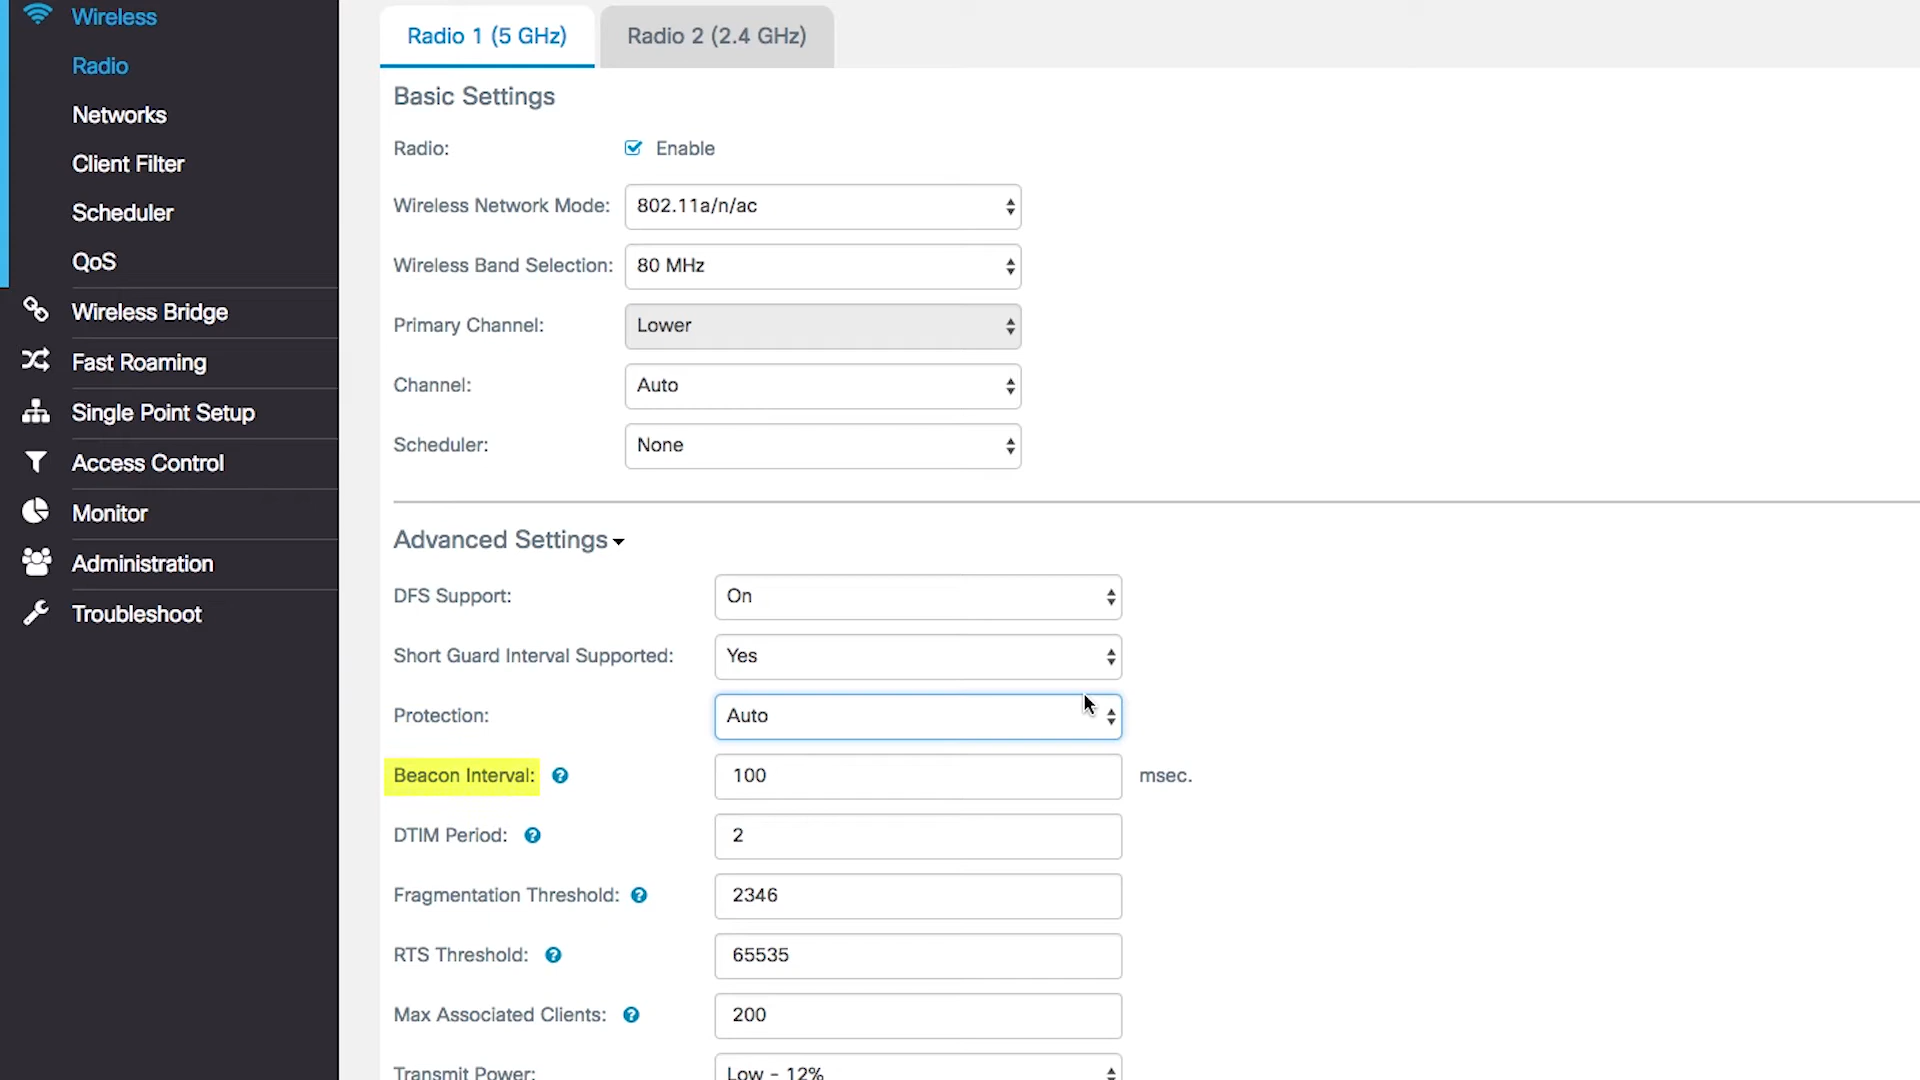 Wireless
Radio
Networks
Client Filter
Scheduler
QoS
Wireless Bridge
Fast Roaming
Single Point Setup
Access Control
Monitor
Administration
Troubleshoot
Radio 1 (5 GHz) Radio 2 (2.4 GHz)
Basic Settings
Radio: Enable
Wireless Network Mode: 802.11a/n/ac
Wireless Band Selection: 80 MHz
Primary Channel: Lower
Channel: Auto
Scheduler: None
Advanced Settings
DFS Support: On
Short Guard Interval Supported: Yes
Protection: Auto
Beacon Interval: ? 100 msec.
DTIM Period: ? 2
Fragmentation Threshold: ? 2346
RTS Threshold: ? 65535
Max Associated Clients: ? 200
Transmit Power: Low - 12%